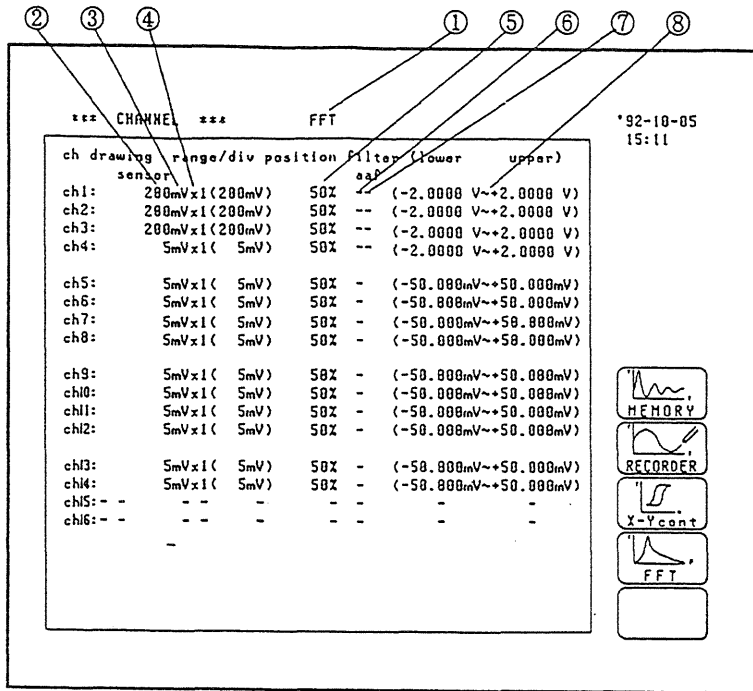 ② ③ ④ ① ⑤ ⑥ ⑦ ⑧
*** CHANNEL *** FFT '92-10-05
15:11
ch drawing range/div position filter (lower upper)
sensor aaf
ch1: 200mVx1(200mV) 50% -- (-2.0000 V~+2.0000 V)
ch2: 200mVx1(200mV) 50% -- (-2.0000 V~+2.0000 V)
ch3: 200mVx1(200mV) 50% -- (-2.0000 V~+2.0000 V)
ch4: 5mVx1( 5mV) 50% -- (-2.0000 V~+2.0000 V)
ch5: 5mVx1( 5mV) 50% - (-50.000mV~+50.000mV)
ch6: 5mVx1( 5mV) 50% - (-50.000mV~+50.000mV)
ch7: 5mVx1( 5mV) 50% - (-50.000mV~+50.000mV)
ch8: 5mVx1( 5mV) 50% - (-50.000mV~+50.000mV)
ch9: 5mVx1( 5mV) 50% - (-50.000mV~+50.000mV)
ch10: 5mVx1( 5mV) 50% - (-50.000mV~+50.000mV)
ch11: 5mVx1( 5mV) 50% - (-50.000mV~+50.000mV)
ch12: 5mVx1( 5mV) 50% - (-50.000mV~+50.000mV)
ch13: 5mVx1( 5mV) 50% - (-50.000mV~+50.000mV)
ch14: 5mVx1( 5mV) 50% - (-50.000mV~+50.000mV)
ch15:- - - - - - - - -
ch16:- - - - - - - - -
-
MEMORY
RECORDER
X-Ycont
FFT